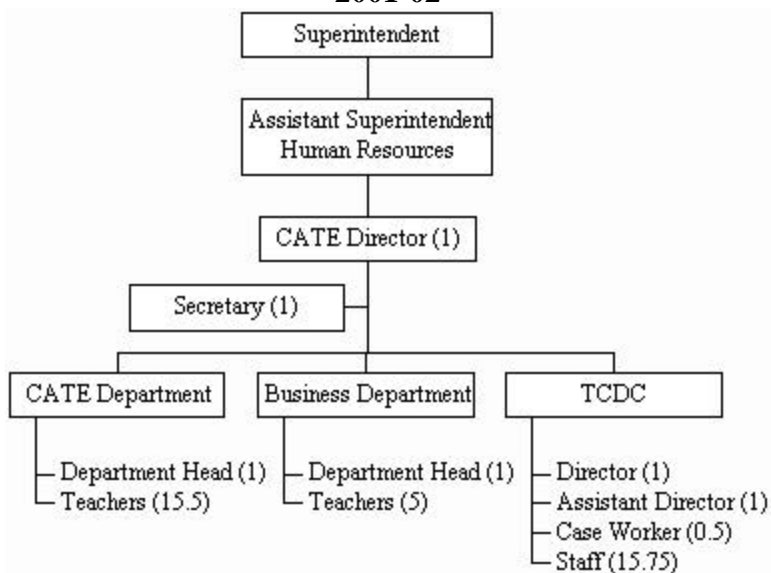 2001-02
Superintendent
Assistant Superintendent
Human Resources
CATE Director (1)
Secretary (1)
CATE Department
Business Department
TCDC
Department Head (1)
Teachers (15.5)
Department Head (1)
Teachers (5)
Director (1)
Assistant Director (1)
Case Worker (0.5)
Staff (15.75)